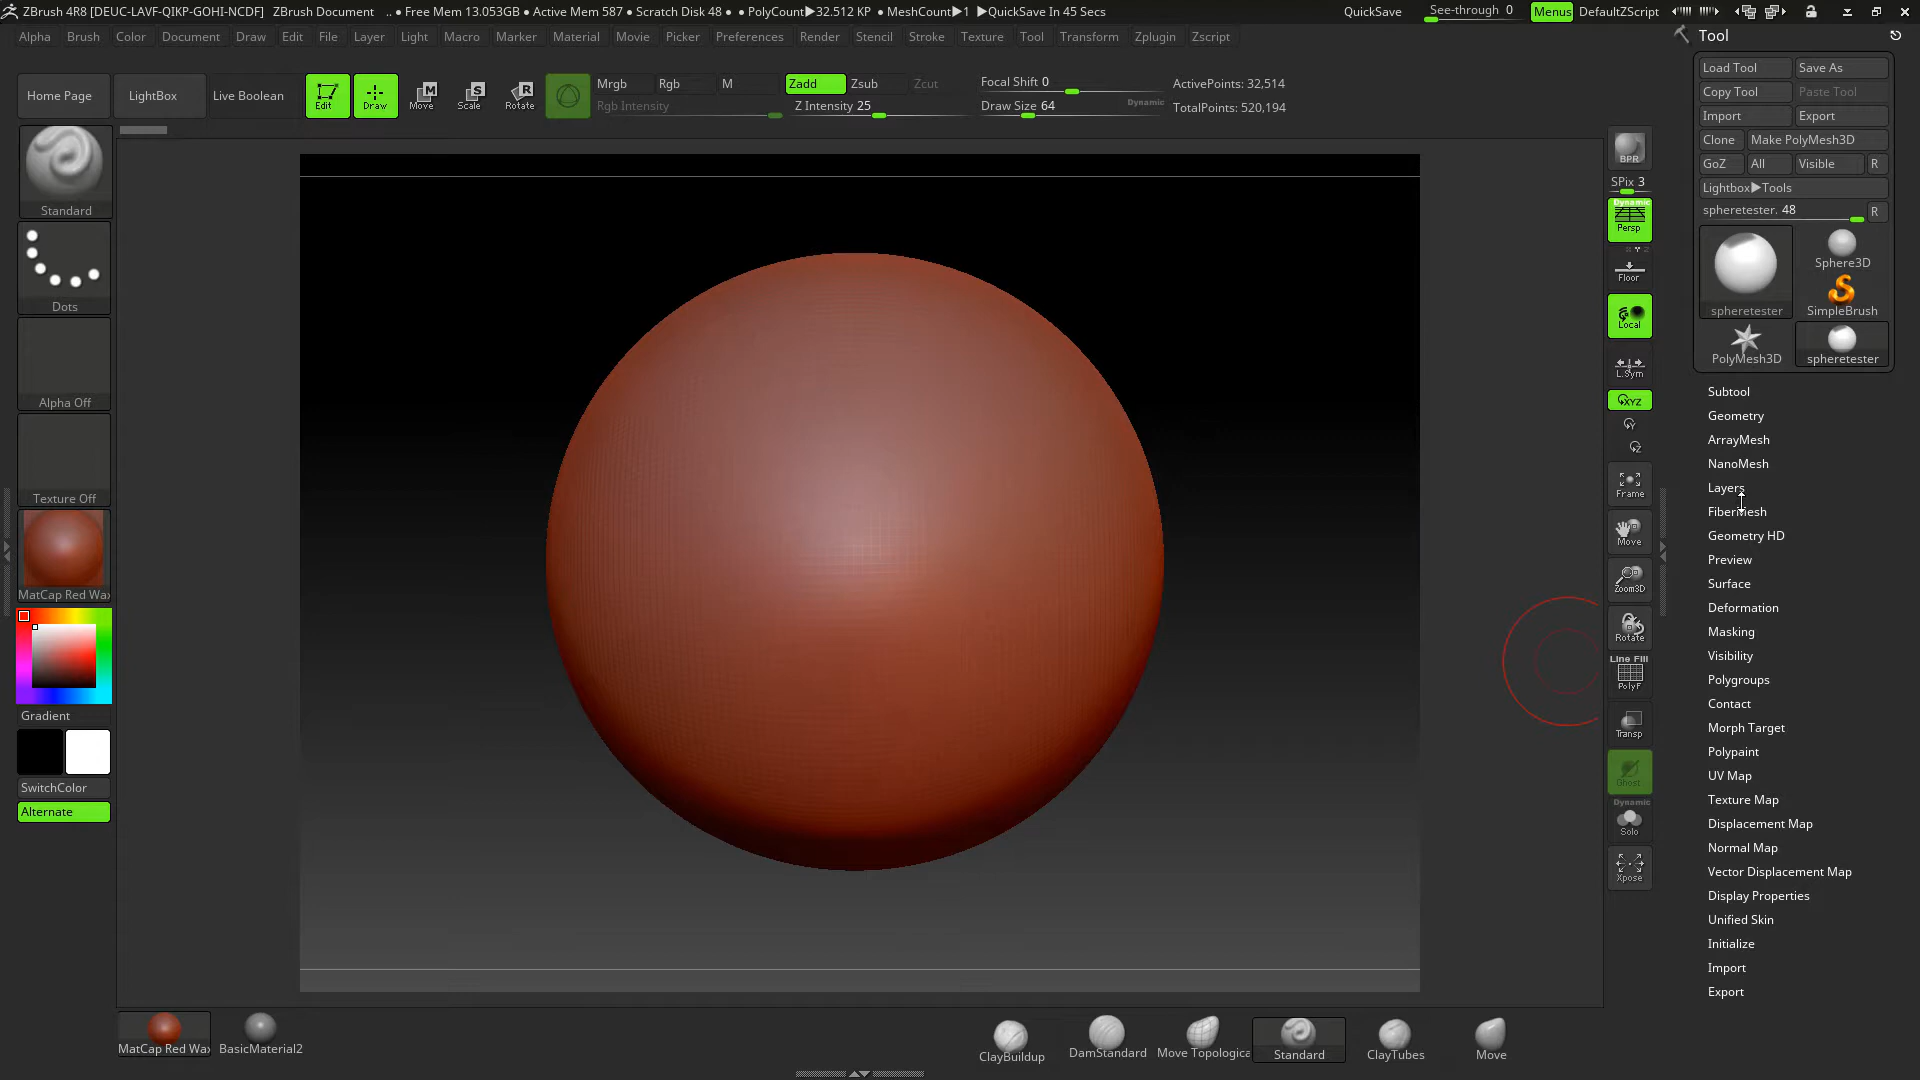 ZBrush 4R8 [DEUC-LAVF-QIKP-GOHI-NCDF] ZBrush Document .. ● Free Mem 13.053GB ● Active Mem 587 ● Scratch Disk 48 ● PolyCount▶32.512 KP ● MeshCount▶1 ▶QuickSave In 45 Secs QuickSave See-through 0 Menus DefaultZScript
Alpha Brush Color Document Draw Edit File Layer Light Macro Marker Material Movie Picker Preferences Render Stencil Stroke Texture Tool Transform Zplugin Zscript
Home Page LightBox Live Boolean Edit Draw Move Scale Rotate
M S R
Mrgb Rgb M Zadd Zsub Zcut Focal Shift 0 ActivePoints: 32,514
Rgb Intensity Z Intensity 25 Draw Size 64 Dynamic TotalPoints: 520,194
Standard
Dots
Alpha Off
Texture Off
MatCap Red Wax
Gradient
SwitchColor
Alternate
BPR
SPix 3
Dynamic
Persp
Floor
Local
L.Sym
XYZ
Y
Z
Frame
Move
Zoom3D
Rotate
Line Fill
PolyF
Transp
Ghost
Dynamic
Solo
Xpose
Tool
Load Tool Save As
Copy Tool Paste Tool
Import Export
Clone Make PolyMesh3D
GoZ All Visible R
Lightbox▶Tools
spheretester. 48 R
spheretester Sphere3D
SimpleBrush
PolyMesh3D spheretester
Subtool
Geometry
ArrayMesh
NanoMesh
Layers
FiberMesh
Geometry HD
Preview
Surface
Deformation
Masking
Visibility
Polygroups
Contact
Morph Target
Polypaint
UV Map
Texture Map
Displacement Map
Normal Map
Vector Displacement Map
Display Properties
Unified Skin
Initialize
Import
Export
MatCap Red Wax BasicMaterial2 ClayBuildup DamStandard Move Topologica Standard ClayTubes Move